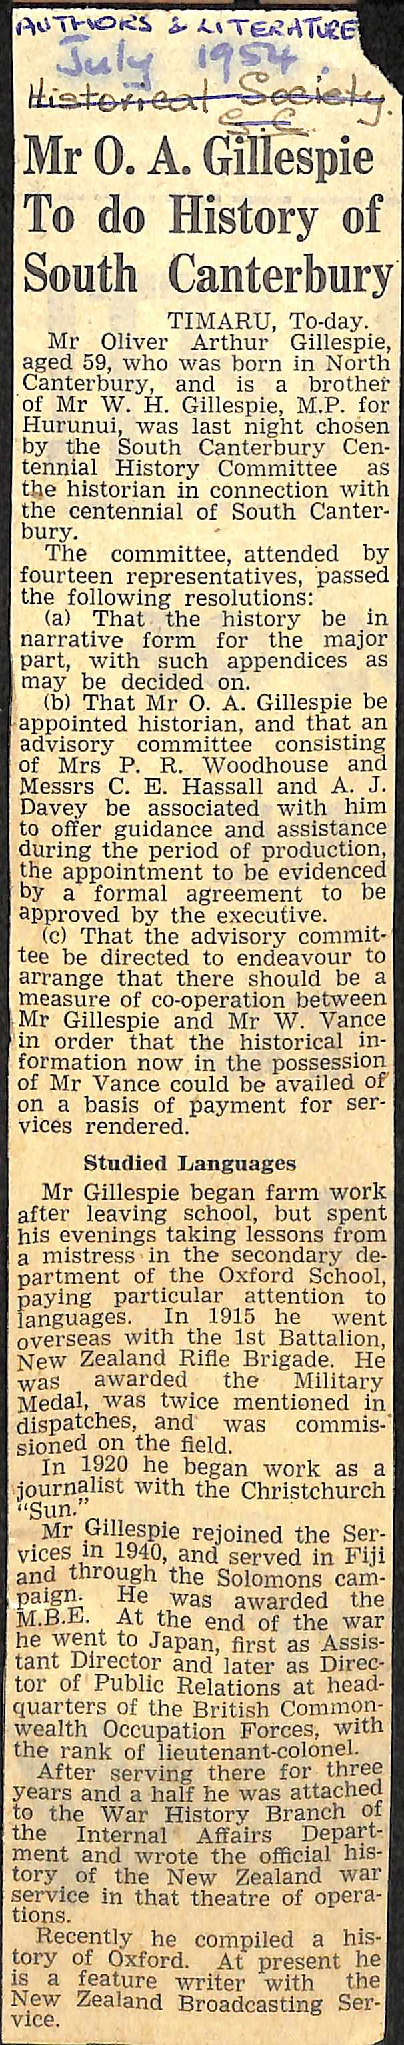 AUTHORS & LITERATURE
July 1954.
Historical Society.
S.C.
Mr O. A. Gillespie
To do History of
South Canterbury
TIMARU, To-day.
Mr Oliver Arthur Gillespie,
aged 59, who was born in North
Canterbury, and is a brother
of Mr W. H. Gillespie, M.P. for
Hurunui, was last night chosen
by the South Canterbury Cen-
tennial History Committee as
the historian in connection with
the centennial of South Canter-
bury.
The committee, attended by
fourteen representatives, passed
the following resolutions:
(a) That the history be in
narrative form for the major
part, with such appendices as
may be decided on.
(b) That Mr O. A. Gillespie be
appointed historian, and that an
advisory committee consisting
of Mrs P. R. Woodhouse and
Messrs C. E. Hassall and A. J.
Davey be associated with him
to offer guidance and assistance
during the period of production,
the appointment to be evidenced
by a formal agreement to be
approved by the executive.
(c) That the advisory commit-
tee be directed to endeavour to
arrange that there should be a
measure of co-operation between
Mr Gillespie and Mr W. Vance
in order that the historical in-
formation now in the possession
of Mr Vance could be availed of
on a basis of payment for ser-
vices rendered.
Studied Languages
Mr Gillespie began farm work
after leaving school, but spent
his evenings taking lessons from
a mistress in the secondary de-
partment of the Oxford School,
paying particular attention to
languages. In 1915 he went
overseas with the 1st Battalion,
New Zealand Rifle Brigade. He
was awarded the Military
Medal, was twice mentioned in
dispatches, and was commis-
sioned on the field.
In 1920 he began work as a
journalist with the Christchurch
"Sun."
Mr Gillespie rejoined the Ser-
vices in 1940, and served in Fiji
and through the Solomons cam-
paign. He was awarded the
M.B.E. At the end of the war
he went to Japan, first as Assis-
tant Director and later as Direc-
tor of Public Relations at head-
quarters of the British Common-
wealth Occupation Forces, with
the rank of lieutenant-colonel.
After serving there for three
years and a half he was attached
to the War History Branch of
the Internal Affairs Depart-
ment and wrote the official his-
tory of the New Zealand war
service in that theatre of opera-
tions.
Recently he compiled a his-
tory of Oxford. At present he
is a feature writer with the
New Zealand Broadcasting Ser-
vice.